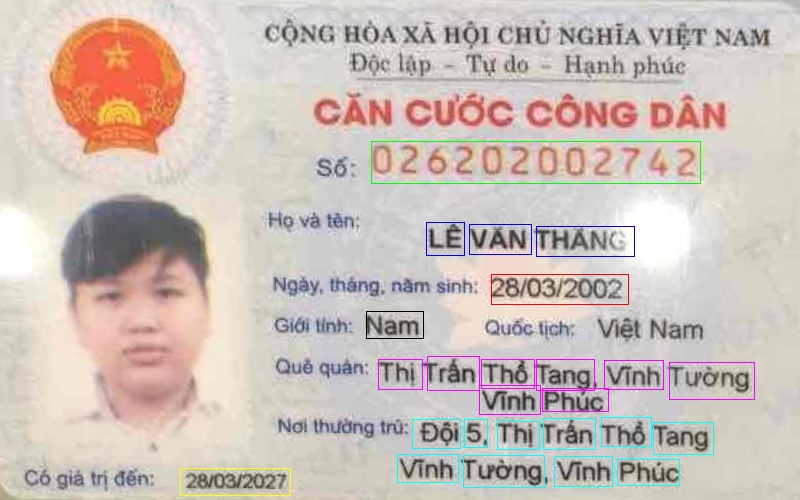 CỘNG HÒA XÃ HỘI CHỦ NGHĨA VIỆT NAM
Độc lập - Tự do - Hạnh phúc
CĂN CƯỚC CÔNG DÂN
Số: 026202002742
Họ và tên:
LÊ VĂN THĂNG
Ngày, tháng, năm sinh: 28/03/2002
Giới tính: Nam Quốc tịch: Việt Nam
Quê quán: Thị Trấn Thổ Tang, Vĩnh Tường
Vĩnh Phúc
Nơi thường trú: Đội 5, Thị Trấn Thổ Tang
Vĩnh Tường, Vĩnh Phúc
Có giá trị đến: 28/03/2027